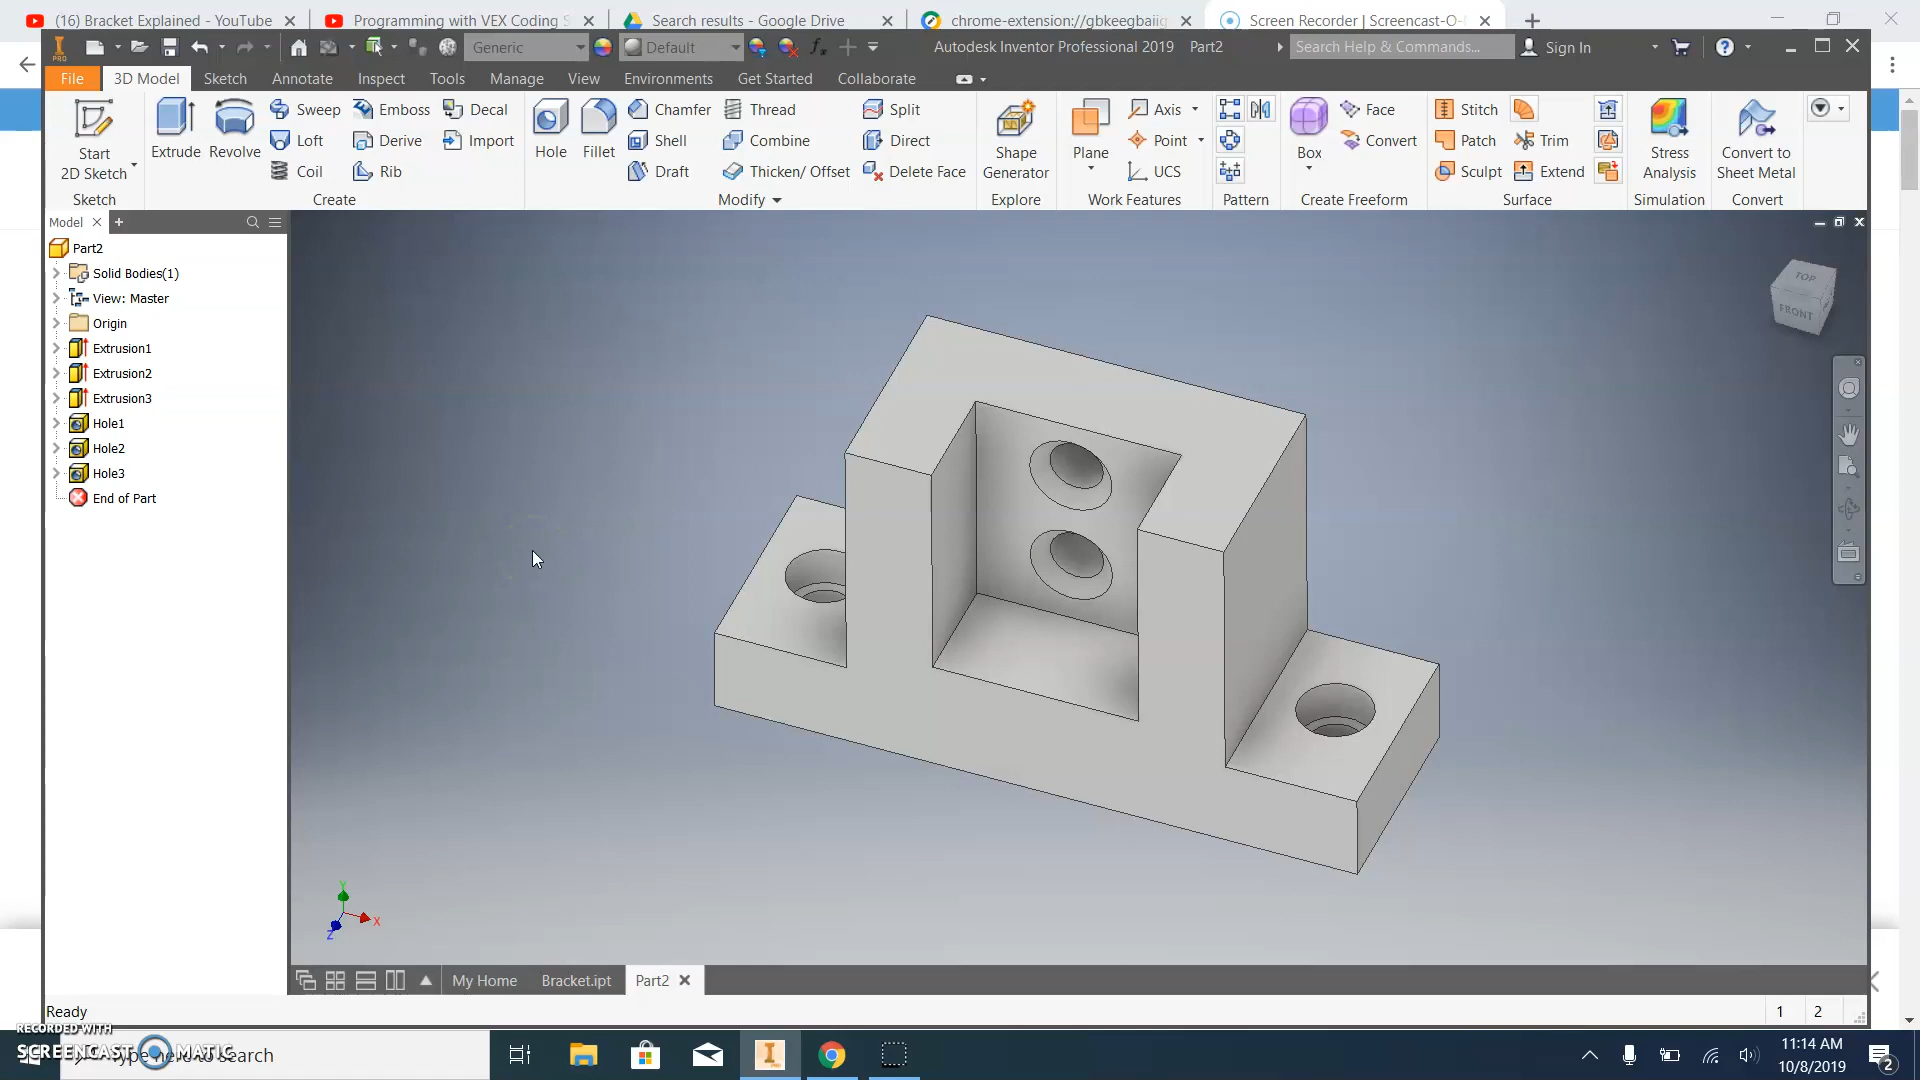 (16) Bracket Explained - YouTube
Programming with VEX Coding S
Search results - Google Drive
chrome-extension://gbkeegbaiig
Screen Recorder | Screencast-O-
PRO
Generic
Default
Autodesk Inventor Professional 2019 Part2
Search Help & Commands...
Sign In
File
3D Model
Sketch
Annotate
Inspect
Tools
Manage
View
Environments
Get Started
Collaborate
Start
2D Sketch
Sketch
Extrude
Revolve
Sweep
Loft
Coil
Emboss
Derive
Rib
Decal
Import
Create
Hole
Fillet
Chamfer
Shell
Draft
Thread
Combine
Thicken/ Offset
Split
Direct
Delete Face
Modify
Shape
Generator
Explore
Plane
Axis
Point
UCS
Work Features
Pattern
Box
Face
Convert
Create Freeform
Stitch
Patch
Sculpt
Trim
Extend
Surface
Stress
Analysis
Simulation
Convert to
Sheet Metal
Convert
Model
Part2
Solid Bodies(1)
View: Master
Origin
Extrusion1
Extrusion2
Extrusion3
Hole1
Hole2
Hole3
End of Part
TOP
FRONT
Y
X
Z
My Home
Bracket.ipt
Part2
Ready
1
2
RECORDED WITH
SCREENCAST MATIC
Type here to search
11:14 AM
10/8/2019
2